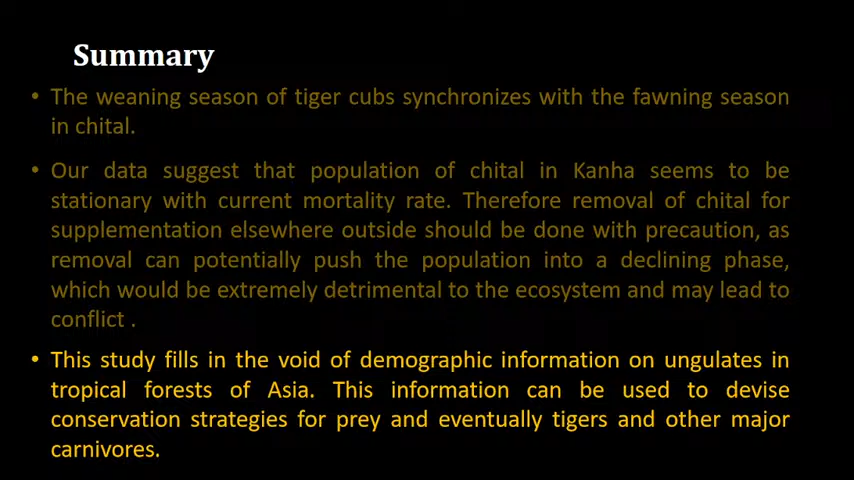 Summary
• The weaning season of tiger cubs synchronizes with the fawning season
in chital.
• Our data suggest that population of chital in Kanha seems to be
stationary with current mortality rate. Therefore removal of chital for
supplementation elsewhere outside should be done with precaution, as
removal can potentially push the population into a declining phase,
which would be extremely detrimental to the ecosystem and may lead to
conflict .
• This study fills in the void of demographic information on ungulates in
tropical forests of Asia. This information can be used to devise
conservation strategies for prey and eventually tigers and other major
carnivores.